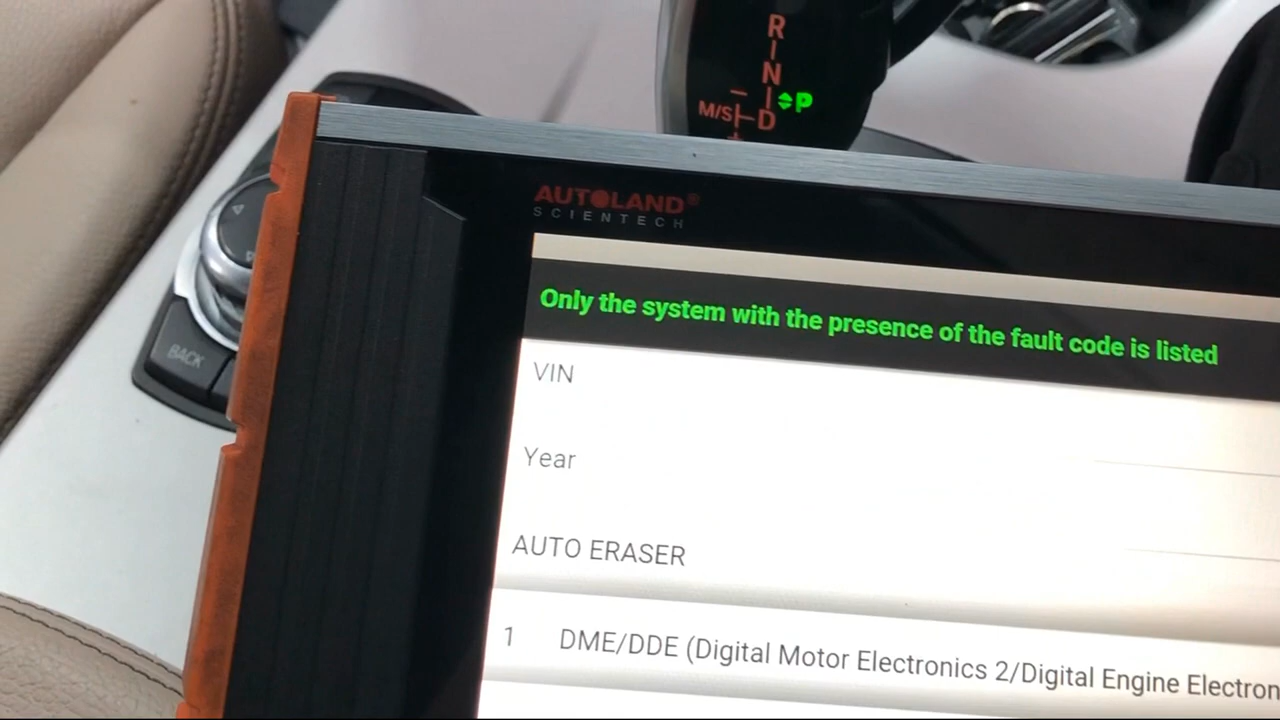 R
N
P
M/S
D
AUTOLAND®
SCIENTECH
Only the system with the presence of the fault code is listed
VIN
BACK
Year
AUTO ERASER
1 DME/DDE (Digital Motor Electronics 2/Digital Engine Electron